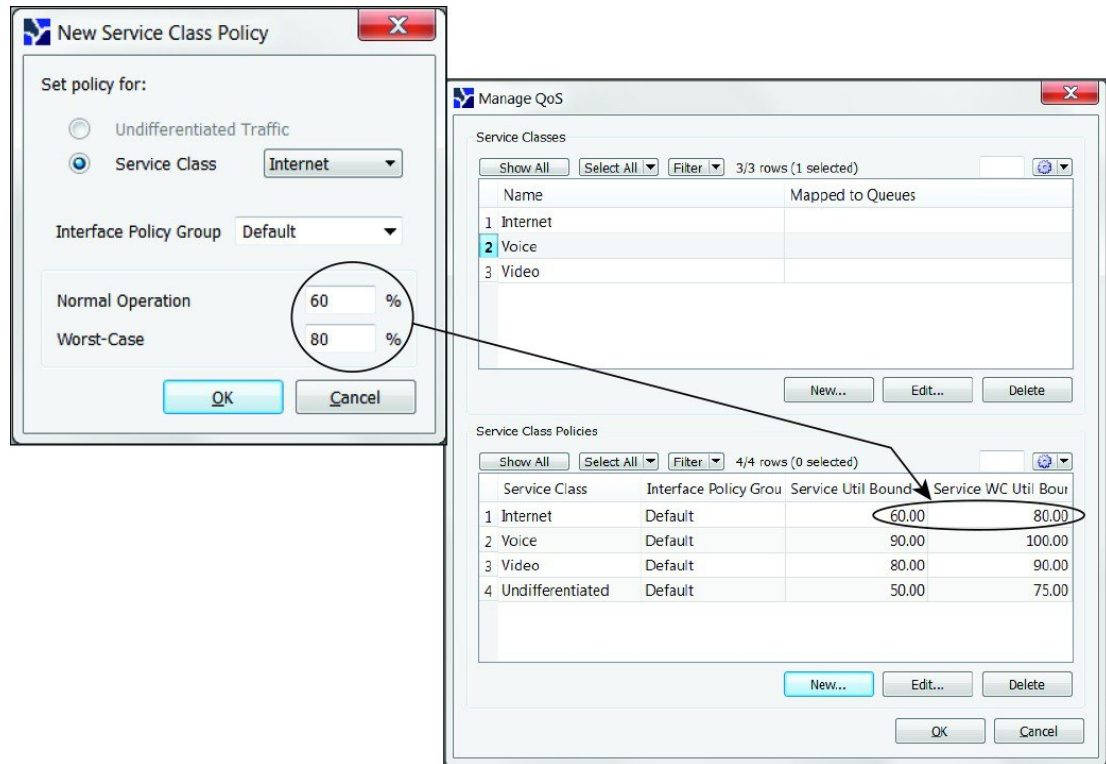 New Service Class Policy
Set policy for:
Undifferentiated Traffic
Service Class Internet
Interface Policy Group Default
Normal Operation 60 %
Worst-Case 80 %
OK Cancel
Manage QoS
Service Classes
Show All Select All Filter 3/3 rows (1 selected)
Name Mapped to Queues
1 Internet
2 Voice
3 Video
New... Edit... Delete
Service Class Policies
Show All Select All Filter 4/4 rows (0 selected)
Service Class Interface Policy Grou Service Util Bound Service WC Util Bour
1 Internet Default 60.00 80.00
2 Voice Default 90.00 100.00
3 Video Default 80.00 90.00
4 Undifferentiated Default 50.00 75.00
New... Edit... Delete
OK Cancel